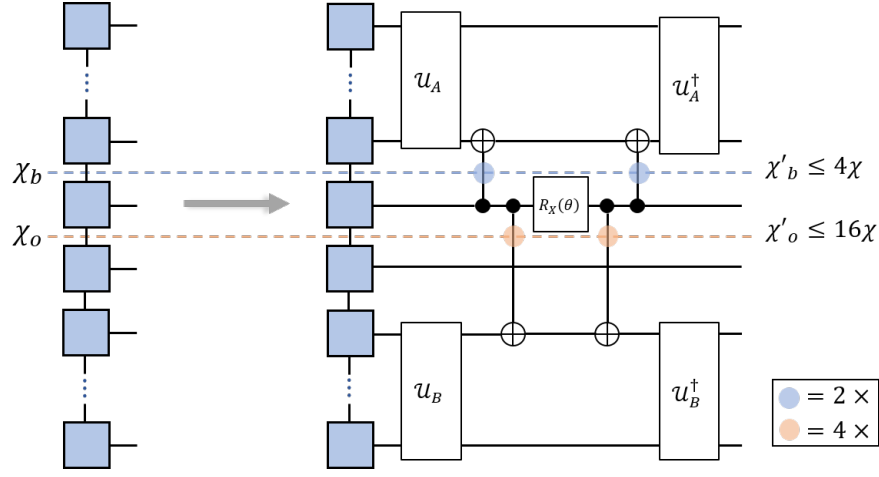 𝒰_A
𝒰_A^†
χ_b
χ'_b ≤ 4χ
R_X(θ)
χ_o
χ'_o ≤ 16χ
𝒰_B
𝒰_B^†
= 2 ×
= 4 ×